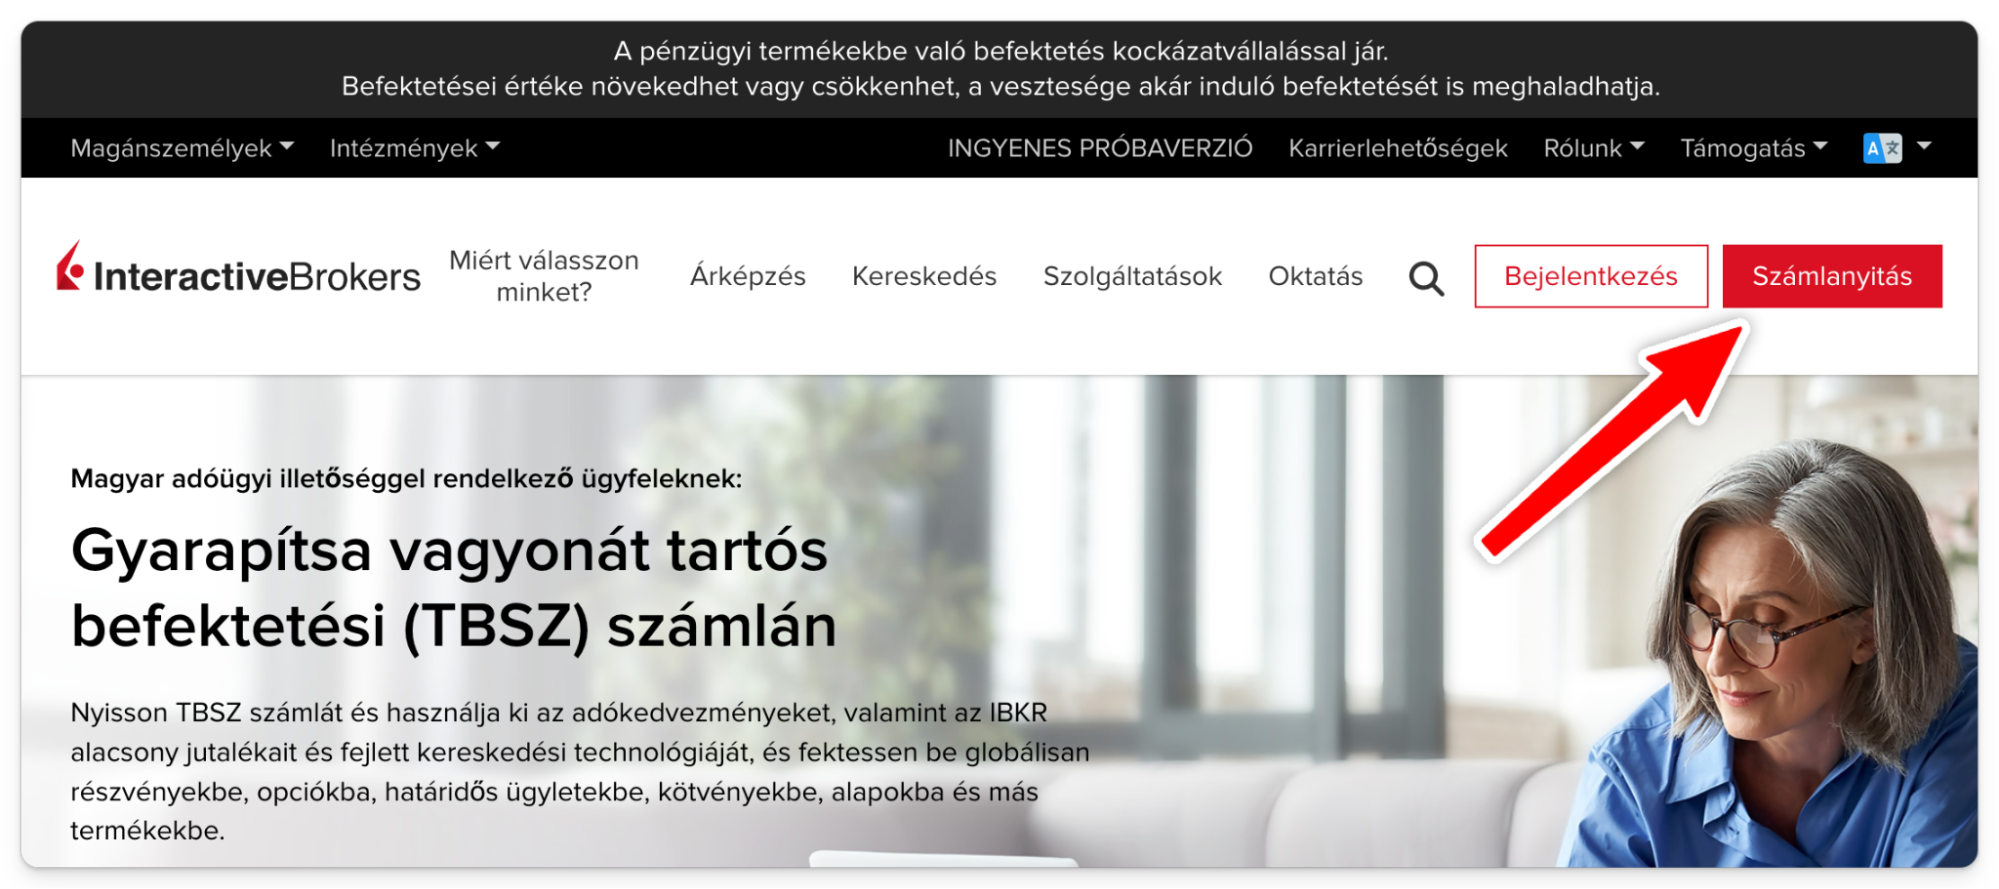 A pénzügyi termékekbe való befektetés kockázatvállalással jár.
Befektetései értéke növekedhet vagy csökkenhet, a vesztesége akár induló befektetését is meghaladhatja.
Magánszemélyek Intézmények INGYENES PRÓBAVERZIÓ Karrierlehetőségek Rólunk Támogatás A 文
InteractiveBrokers Miért válasszon minket? Árképzés Kereskedés Szolgáltatások Oktatás Bejelentkezés Számlanyitás
Magyar adóügyi illetőséggel rendelkező ügyfeleknek:
Gyarapítsa vagyonát tartós
befektetési (TBSZ) számlán
Nyisson TBSZ számlát és használja ki az adókedvezményeket, valamint az IBKR
alacsony jutalékait és fejlett kereskedési technológiáját, és fektessen be globálisan
részvényekbe, opciókba, határidős ügyletekbe, kötvényekbe, alapokba és más
termékekbe.